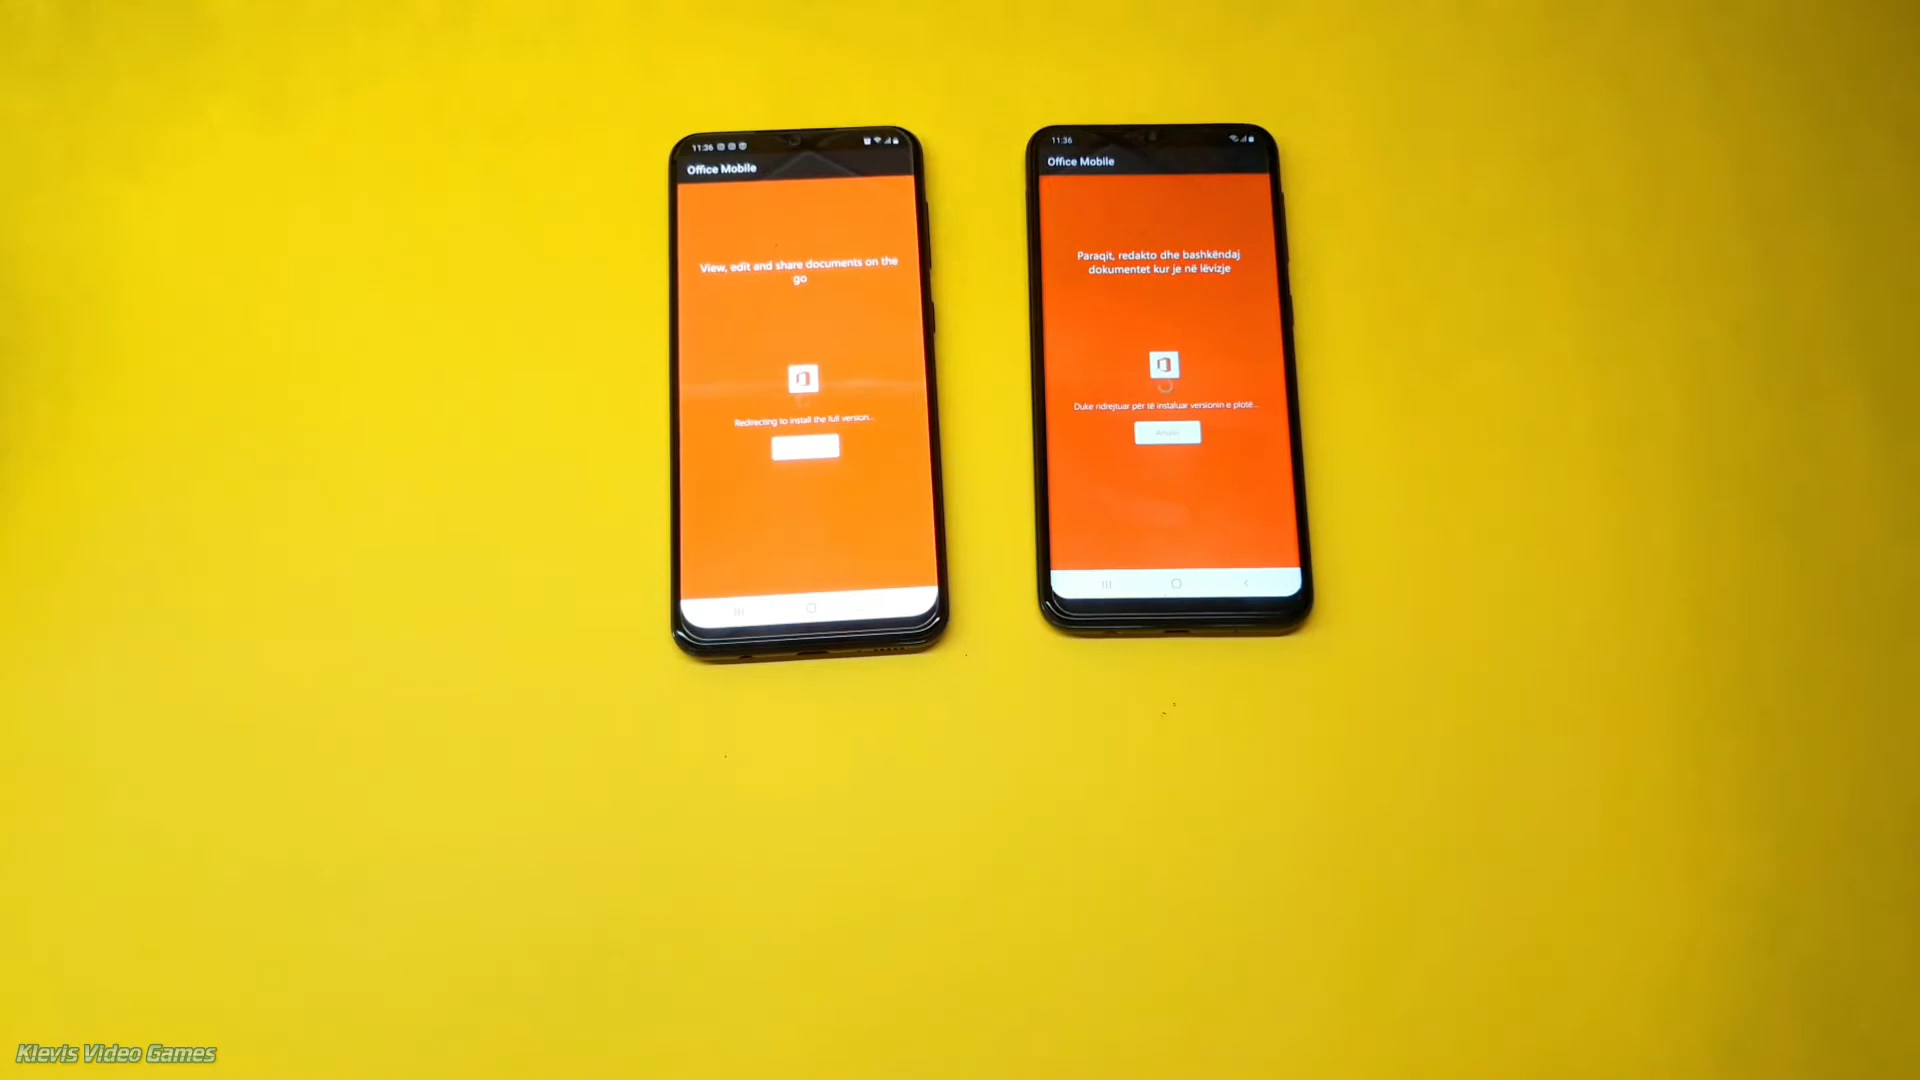 11:36
Office Mobile
View, edit and share documents on the
go
Redirecting to install the full version...
11:36
Office Mobile
Paraqit, redakto dhe bashkëndaj
dokumentet kur je në lëvizje
Duke ridrejtuar për të instaluar versionin e plotë...
Anulo
Klevis Video Games